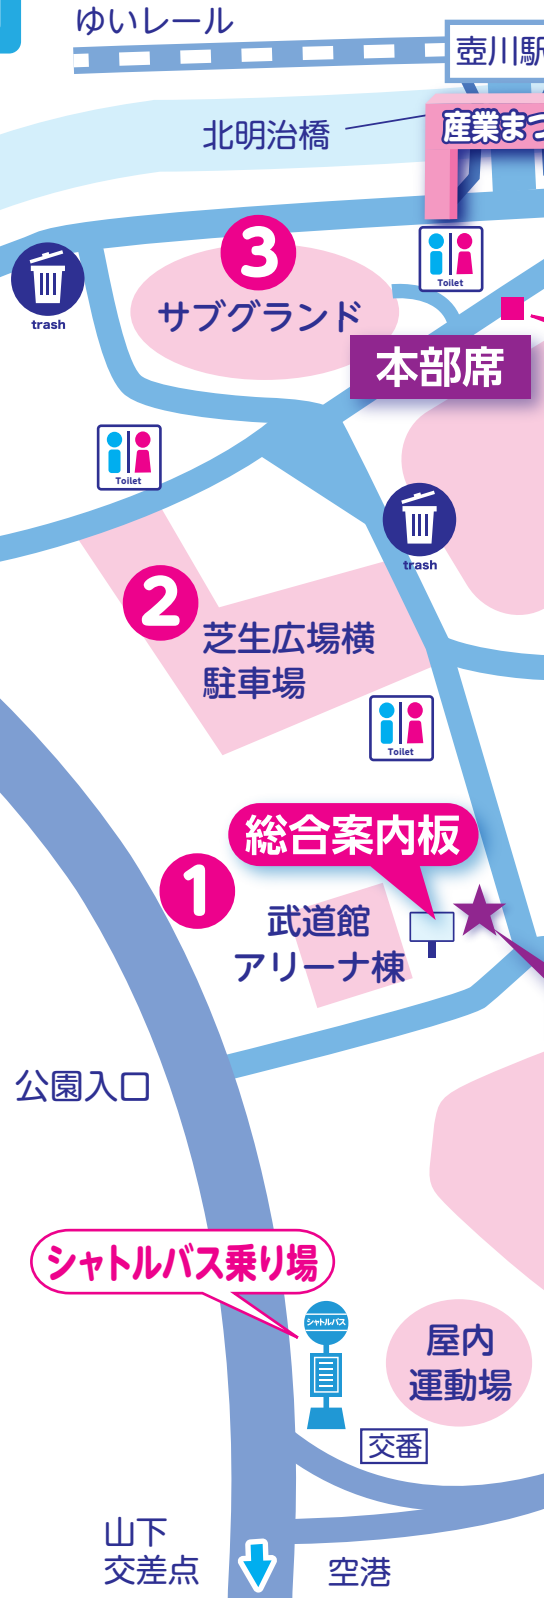 ゆいレール
壺川駅
北明治橋
産業まつ
3
Toilet
trash
サブグランド
本部席
Toilet
trash
2
芝生広場横
駐車場
Toilet
総合案内板
1
武道館
アリーナ棟
公園入口
シャトルバス乗り場
シャトルバス
屋内
運動場
交番
山下
交差点
空港